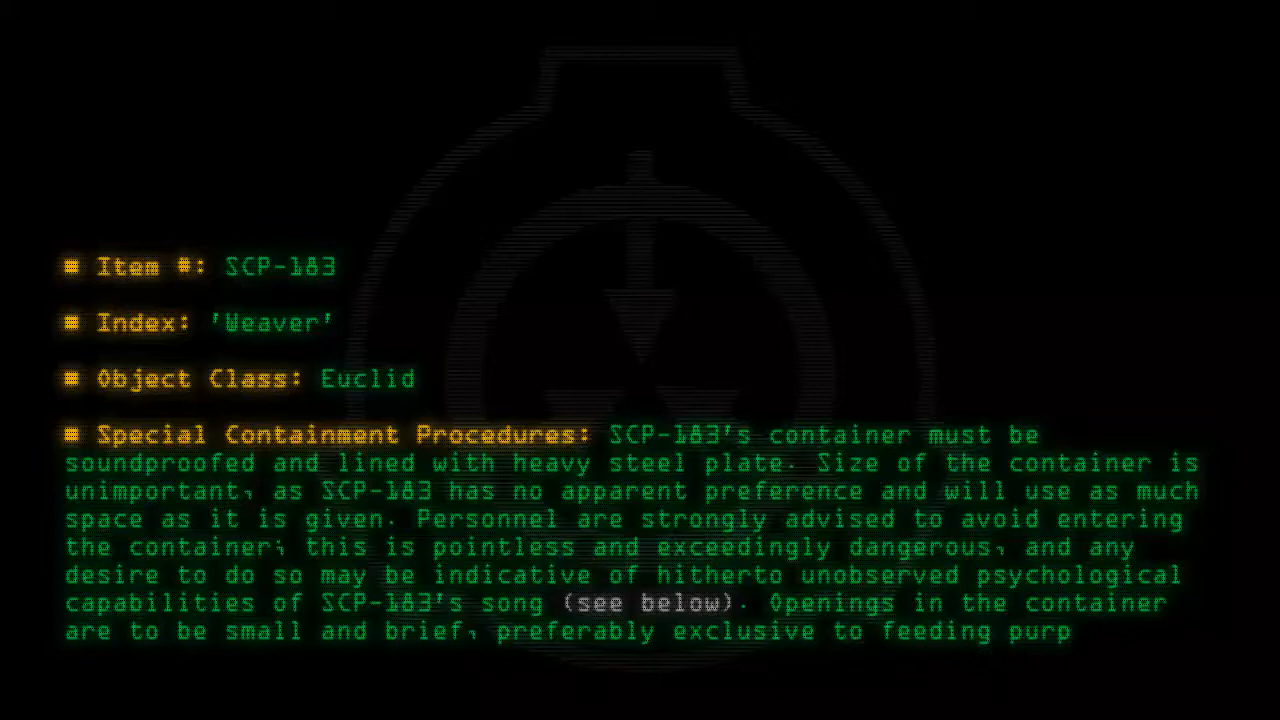 ■ Item #: SCP-183
■ Index: 'Weaver'
■ Object Class: Euclid
■ Special Containment Procedures: SCP-183's container must be
soundproofed and lined with heavy steel plate. Size of the container is
unimportant, as SCP-183 has no apparent preference and will use as much
space as it is given. Personnel are strongly advised to avoid entering
the container; this is pointless and exceedingly dangerous, and any
desire to do so may be indicative of hitherto unobserved psychological
capabilities of SCP-183's song (see below). Openings in the container
are to be small and brief, preferably exclusive to feeding purp